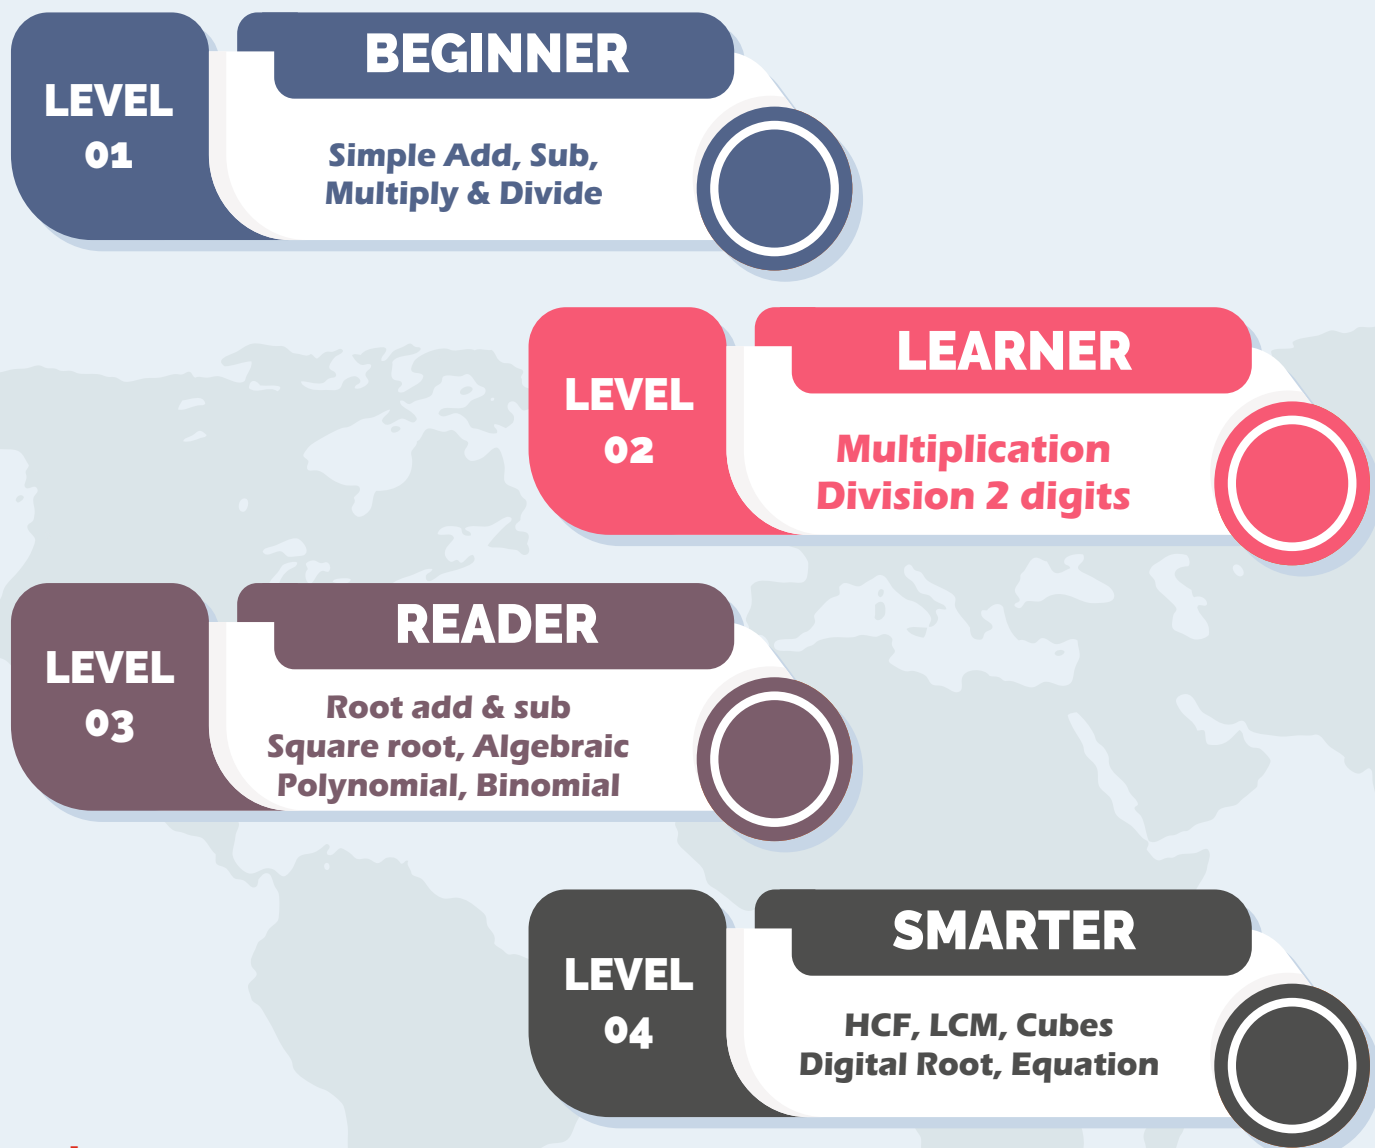 LEVEL
01
BEGINNER
Simple Add, Sub,
Multiply & Divide
LEVEL
02
LEARNER
Multiplication
Division 2 digits
LEVEL
03
READER
Root add & sub
Square root, Algebraic
Polynomial, Binomial
LEVEL
04
SMARTER
HCF, LCM, Cubes
Digital Root, Equation